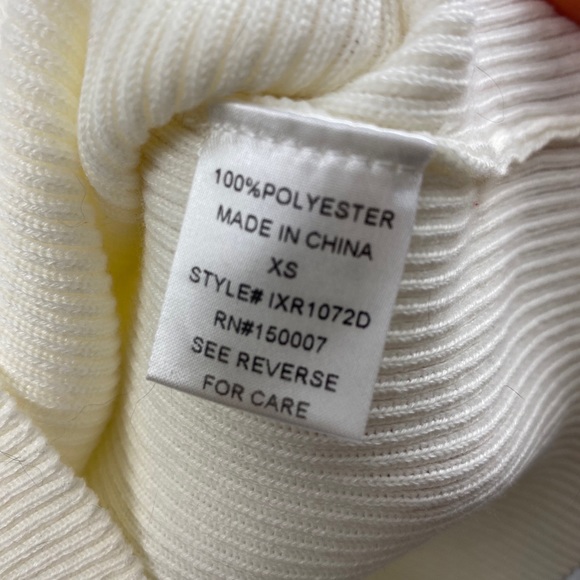 100%POLYESTER
MADE IN CHINA
XS
STYLE# IXR1072D
RN#150007
SEE REVERSE
FOR CARE